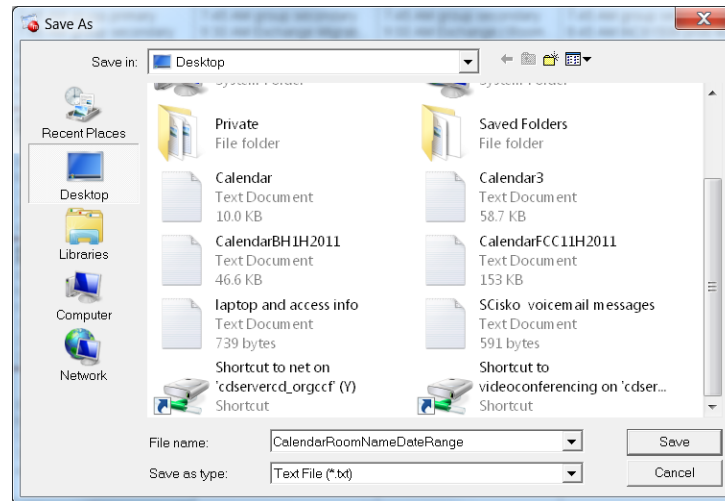 Save As
Save in:
Desktop
System Folder
System Folder
Recent Places
Desktop
Libraries
Computer
Network
Private
File folder
Saved Folders
File folder
Calendar
Text Document
10.0 KB
Calendar3
Text Document
58.7 KB
CalendarBH1H2011
Text Document
46.6 KB
CalendarFCC11H2011
Text Document
153 KB
laptop and access info
Text Document
739 bytes
SCisko voicemail messages
Text Document
591 bytes
Shortcut to net on
'cdservercd_orgccf' (Y)
Shortcut
Shortcut to
videoconferencing on 'cdser...
Shortcut
File name:
CalendarRoomNameDateRange
Save
Save as type:
Text File (*.txt)
Cancel